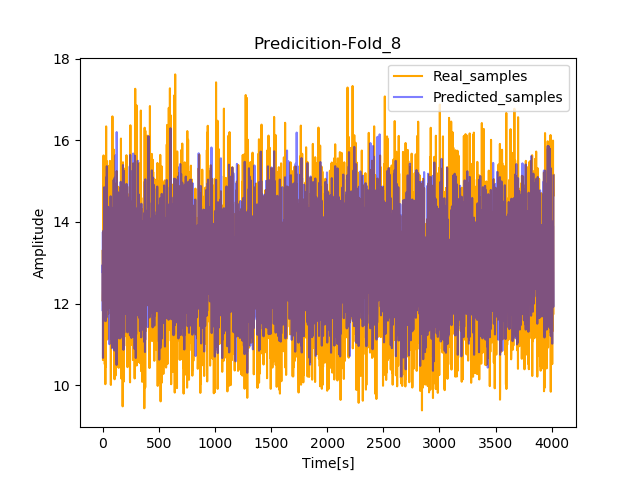 Predicition-Fold_8
Real_samples
Predicted_samples
18
16
14
12
10
Amplitude
0 500 1000 1500 2000 2500 3000 3500 4000
Time[s]